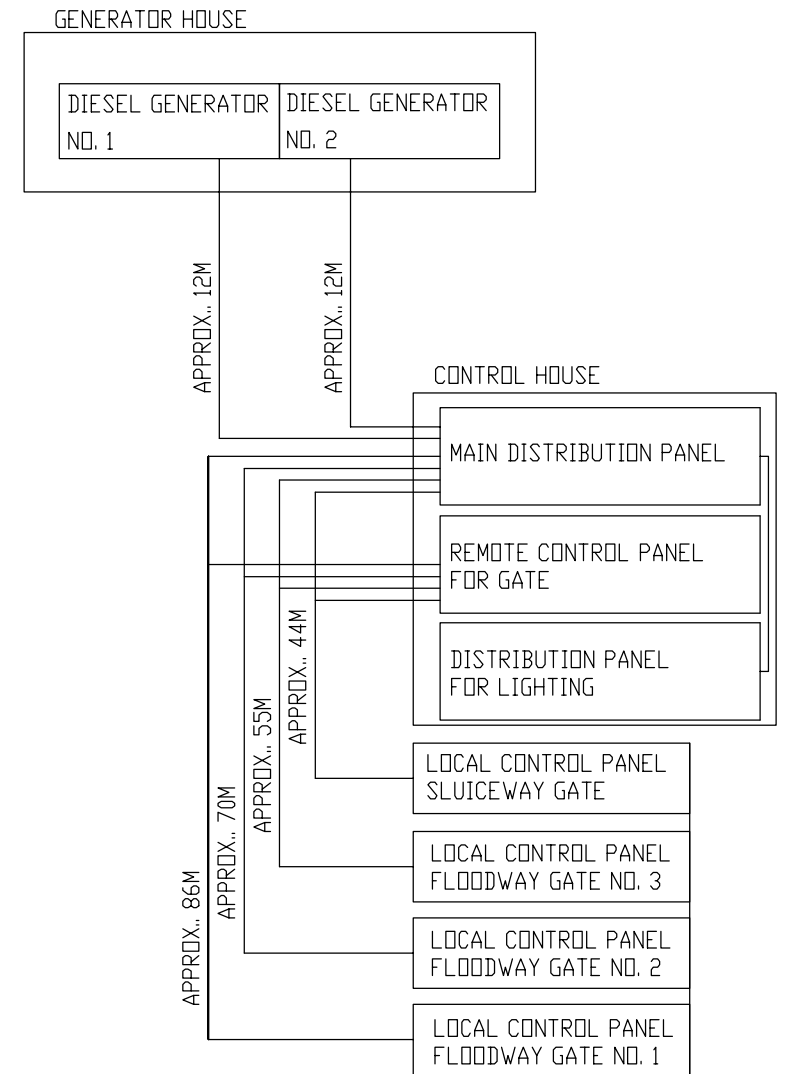 GENERATOR HOUSE
DIESEL GENERATOR
NO. 1
DIESEL GENERATOR
NO. 2
APPROX.. 12M
APPROX.. 12M
CONTROL HOUSE
MAIN DISTRIBUTION PANEL
REMOTE CONTROL PANEL
FOR GATE
DISTRIBUTION PANEL
FOR LIGHTING
APPROX.. 44M
APPROX.. 55M
APPROX.. 70M
APPROX.. 86M
LOCAL CONTROL PANEL
SLUICEWAY GATE
LOCAL CONTROL PANEL
FLOODWAY GATE NO. 3
LOCAL CONTROL PANEL
FLOODWAY GATE NO. 2
LOCAL CONTROL PANEL
FLOODWAY GATE NO. 1